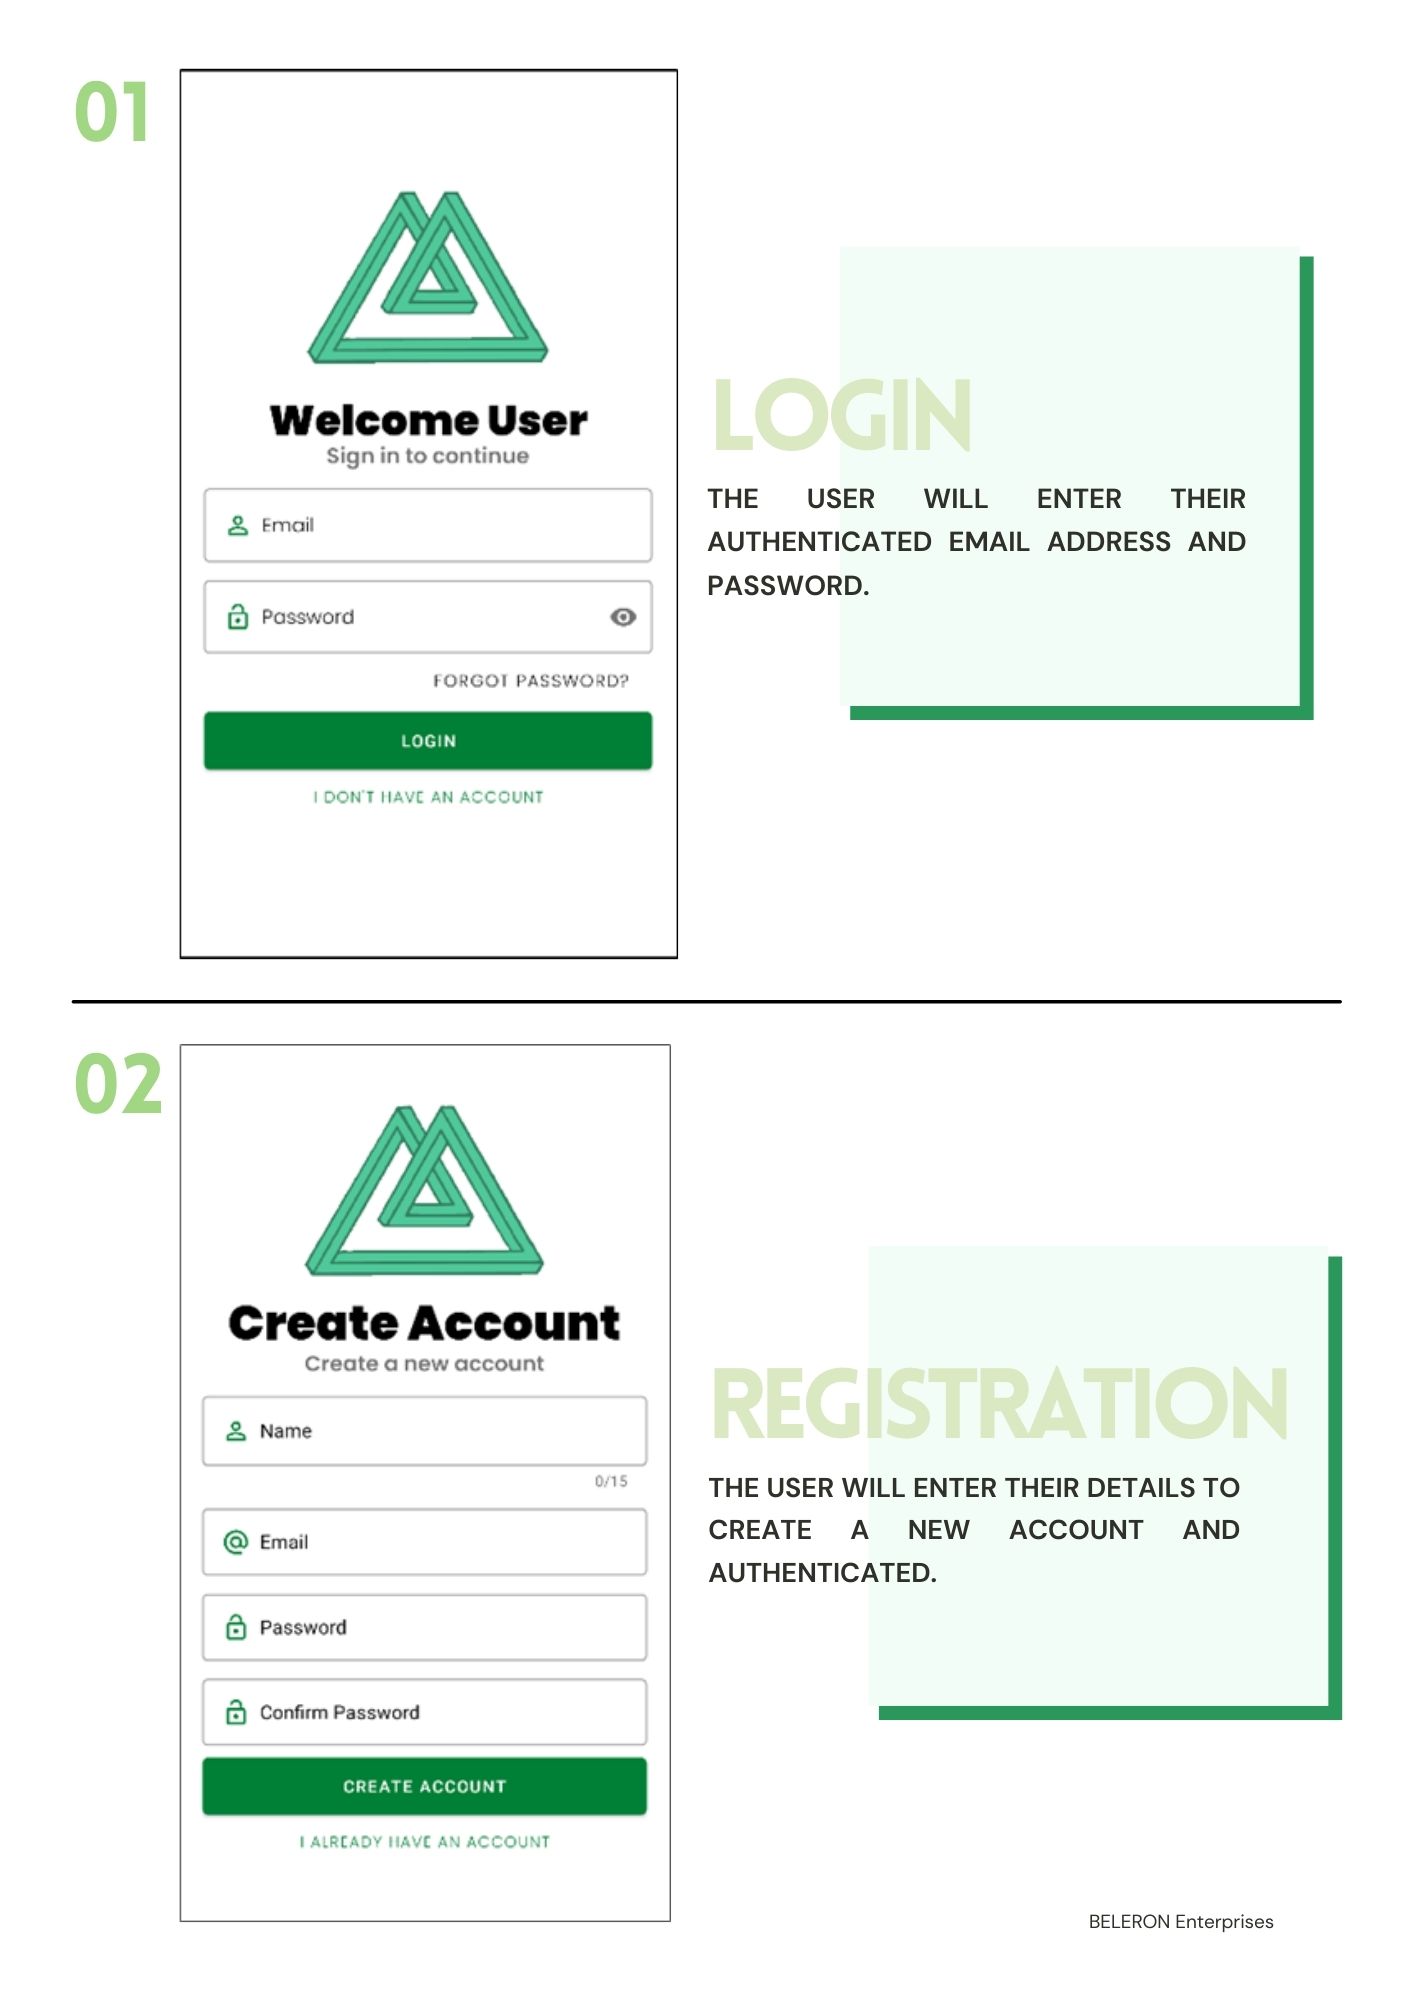 01
Welcome User
Sign in to continue
Email
Password
FORGOT PASSWORD?
LOGIN
I DON'T HAVE AN ACCOUNT
LOGIN
THE USER WILL ENTER THEIR
AUTHENTICATED EMAIL ADDRESS AND
PASSWORD.
02
Create Account
Create a new account
Name
0/15
Email
Password
Confirm Password
CREATE ACCOUNT
I ALREADY HAVE AN ACCOUNT
REGISTRATION
THE USER WILL ENTER THEIR DETAILS TO
CREATE A NEW ACCOUNT AND
AUTHENTICATED.
BELERON Enterprises